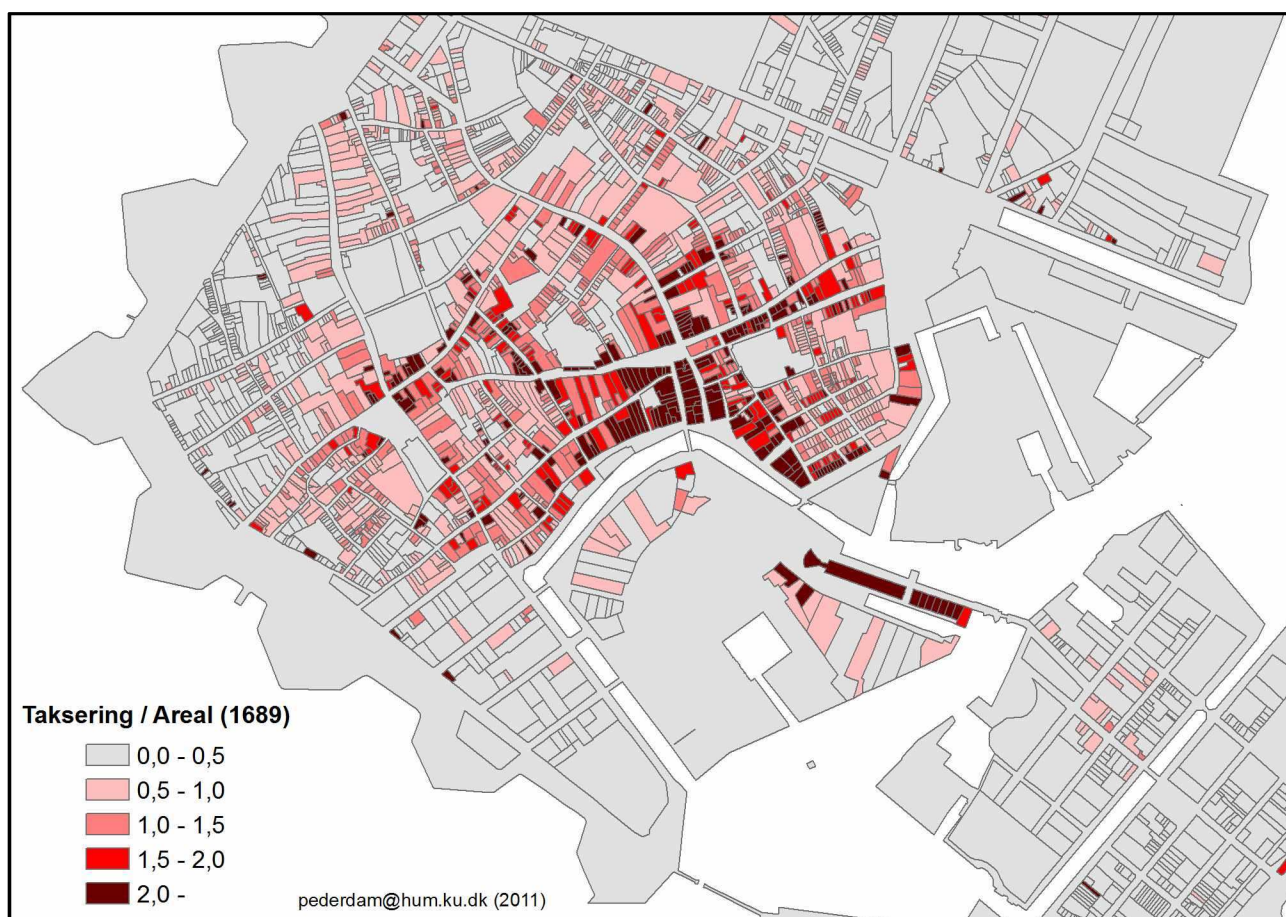 Taksering / Areal (1689)
0,0 - 0,5
0,5 - 1,0
1,0 - 1,5
1,5 - 2,0
2,0 -
pederdam@hum.ku.dk (2011)